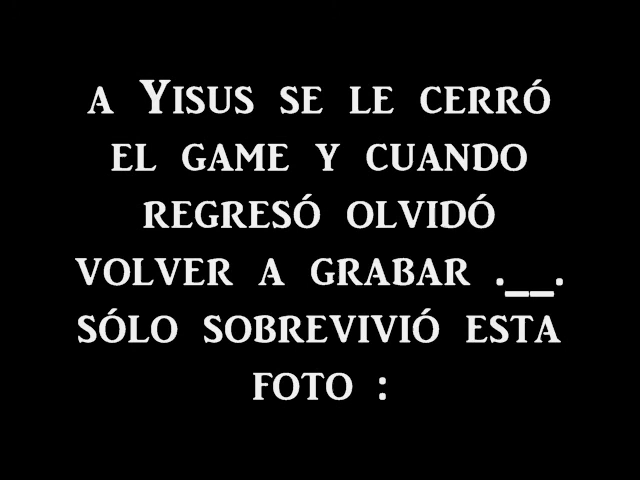 A YISUS SE LE CERRÓ
EL GAME Y CUANDO
REGRESÓ OLVIDÓ
VOLVER A GRABAR .__.
SÓLO SOBREVIVIÓ ESTA
FOTO :